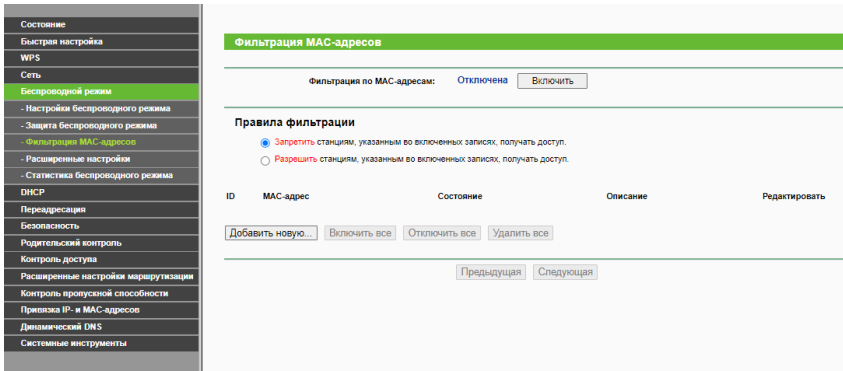 Состояние
Быстрая настройка
WPS
Сеть
Беспроводной режим
- Настройки беспроводного режима
- Защита беспроводного режима
- Фильтрация MAC-адресов
- Расширенные настройки
- Статистика беспроводного режима
DHCP
Переадресация
Безопасность
Родительский контроль
Контроль доступа
Расширенные настройки маршрутизации
Контроль пропускной способности
Привязка IP- и MAC-адресов
Динамический DNS
Системные инструменты
Фильтрация MAC-адресов
Фильтрация по MAC-адресам: Отключена Включить
Правила фильтрации
Запретить станциям, указанным во включенных записях, получать доступ.
Разрешить станциям, указанным во включенных записях, получать доступ.
ID MAC-адрес Состояние Описание Редактировать
Добавить новую... Включить все Отключить все Удалить все
Предыдущая Следующая